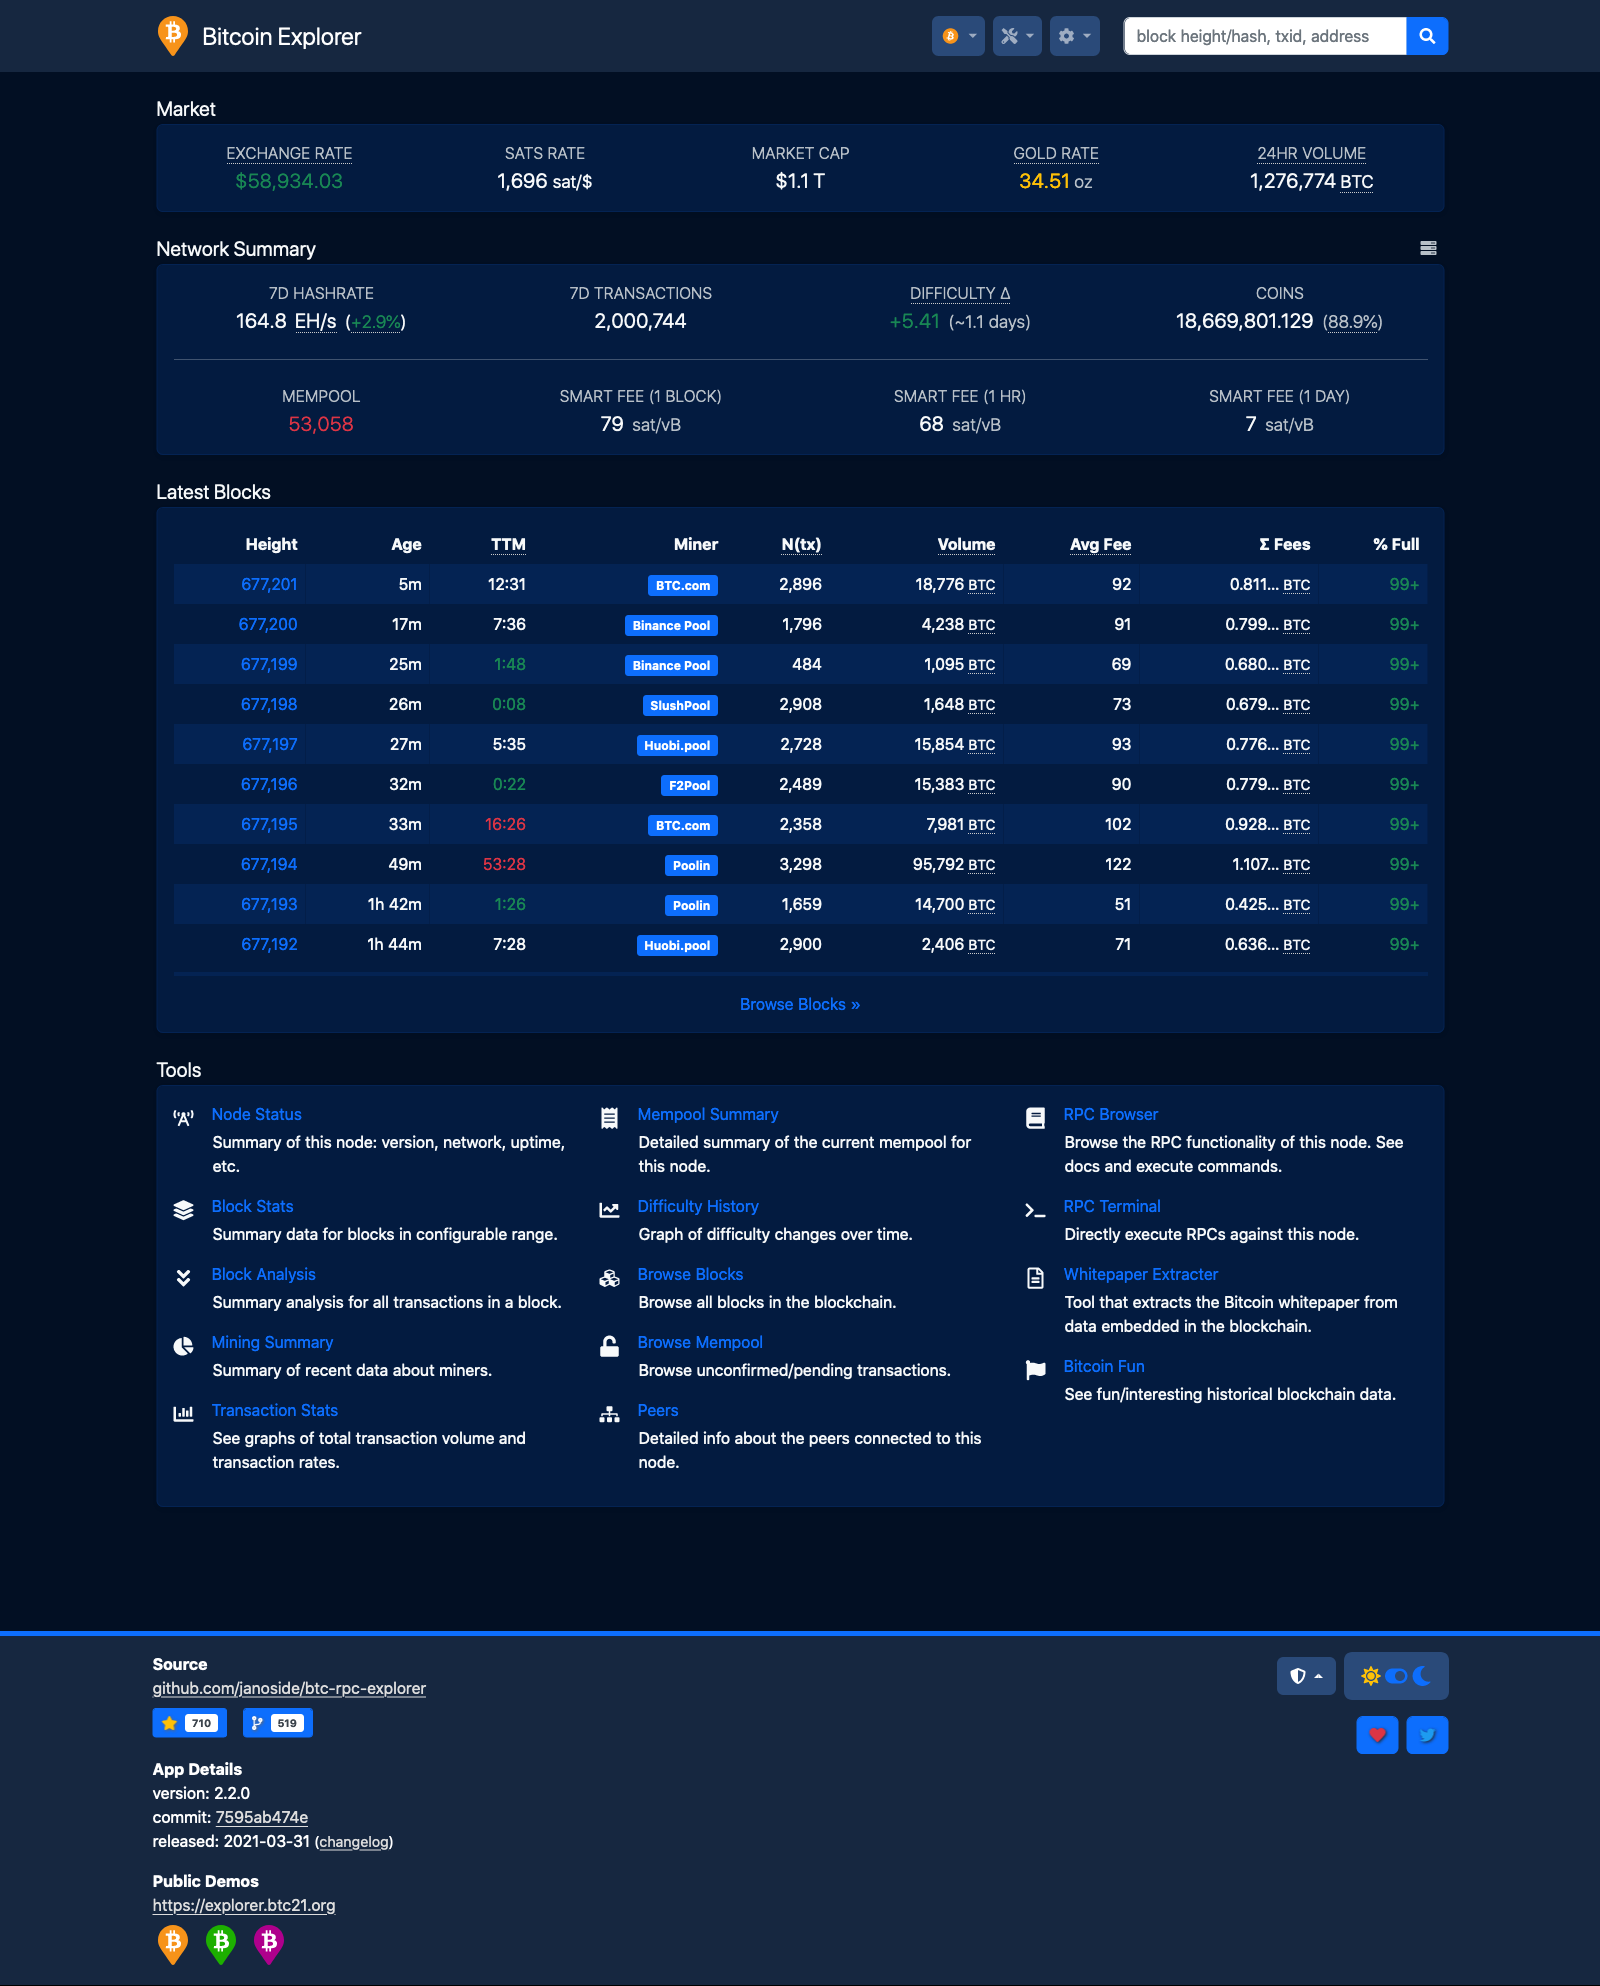 Bitcoin Explorer
block height/hash, txid, address
Market
EXCHANGE RATE SATS RATE MARKET CAP GOLD RATE 24HR VOLUME
$58,934.03 1,696 sat/$ $1.1 T 34.51 oz 1,276,774 BTC
Network Summary
7D HASHRATE 7D TRANSACTIONS DIFFICULTY Δ COINS
164.8 EH/s (+2.9%) 2,000,744 +5.41 (~1.1 days) 18,669,801.129 (88.9%)
MEMPOOL SMART FEE (1 BLOCK) SMART FEE (1 HR) SMART FEE (1 DAY)
53,058 79 sat/vB 68 sat/vB 7 sat/vB
Latest Blocks
Height Age TTM Miner N(tx) Volume Avg Fee Σ Fees % Full
677,201 5m 12:31 BTC.com 2,896 18,776 BTC 92 0.811... BTC 99+
677,200 17m 7:36 Binance Pool 1,796 4,238 BTC 91 0.799... BTC 99+
677,199 25m 1:48 Binance Pool 484 1,095 BTC 69 0.680... BTC 99+
677,198 26m 0:08 SlushPool 2,908 1,648 BTC 73 0.679... BTC 99+
677,197 27m 5:35 Huobi.pool 2,728 15,854 BTC 93 0.776... BTC 99+
677,196 32m 0:22 F2Pool 2,489 15,383 BTC 90 0.779... BTC 99+
677,195 33m 16:26 BTC.com 2,358 7,981 BTC 102 0.928... BTC 99+
677,194 49m 53:28 Poolin 3,298 95,792 BTC 122 1.107... BTC 99+
677,193 1h 42m 1:26 Poolin 1,659 14,700 BTC 51 0.425... BTC 99+
677,192 1h 44m 7:28 Huobi.pool 2,900 2,406 BTC 71 0.636... BTC 99+
Browse Blocks »
Tools
Node Status
Summary of this node: version, network, uptime,
etc.
Block Stats
Summary data for blocks in configurable range.
Block Analysis
Summary analysis for all transactions in a block.
Mining Summary
Summary of recent data about miners.
Transaction Stats
See graphs of total transaction volume and
transaction rates.
Mempool Summary
Detailed summary of the current mempool for
this node.
Difficulty History
Graph of difficulty changes over time.
Browse Blocks
Browse all blocks in the blockchain.
Browse Mempool
Browse unconfirmed/pending transactions.
Peers
Detailed info about the peers connected to this
node.
RPC Browser
Browse the RPC functionality of this node. See
docs and execute commands.
RPC Terminal
Directly execute RPCs against this node.
Whitepaper Extracter
Tool that extracts the Bitcoin whitepaper from
data embedded in the blockchain.
Bitcoin Fun
See fun/interesting historical blockchain data.
Source
github.com/janoside/btc-rpc-explorer
710 519
App Details
version: 2.2.0
commit: 7595ab474e
released: 2021-03-31 (changelog)
Public Demos
https://explorer.btc21.org